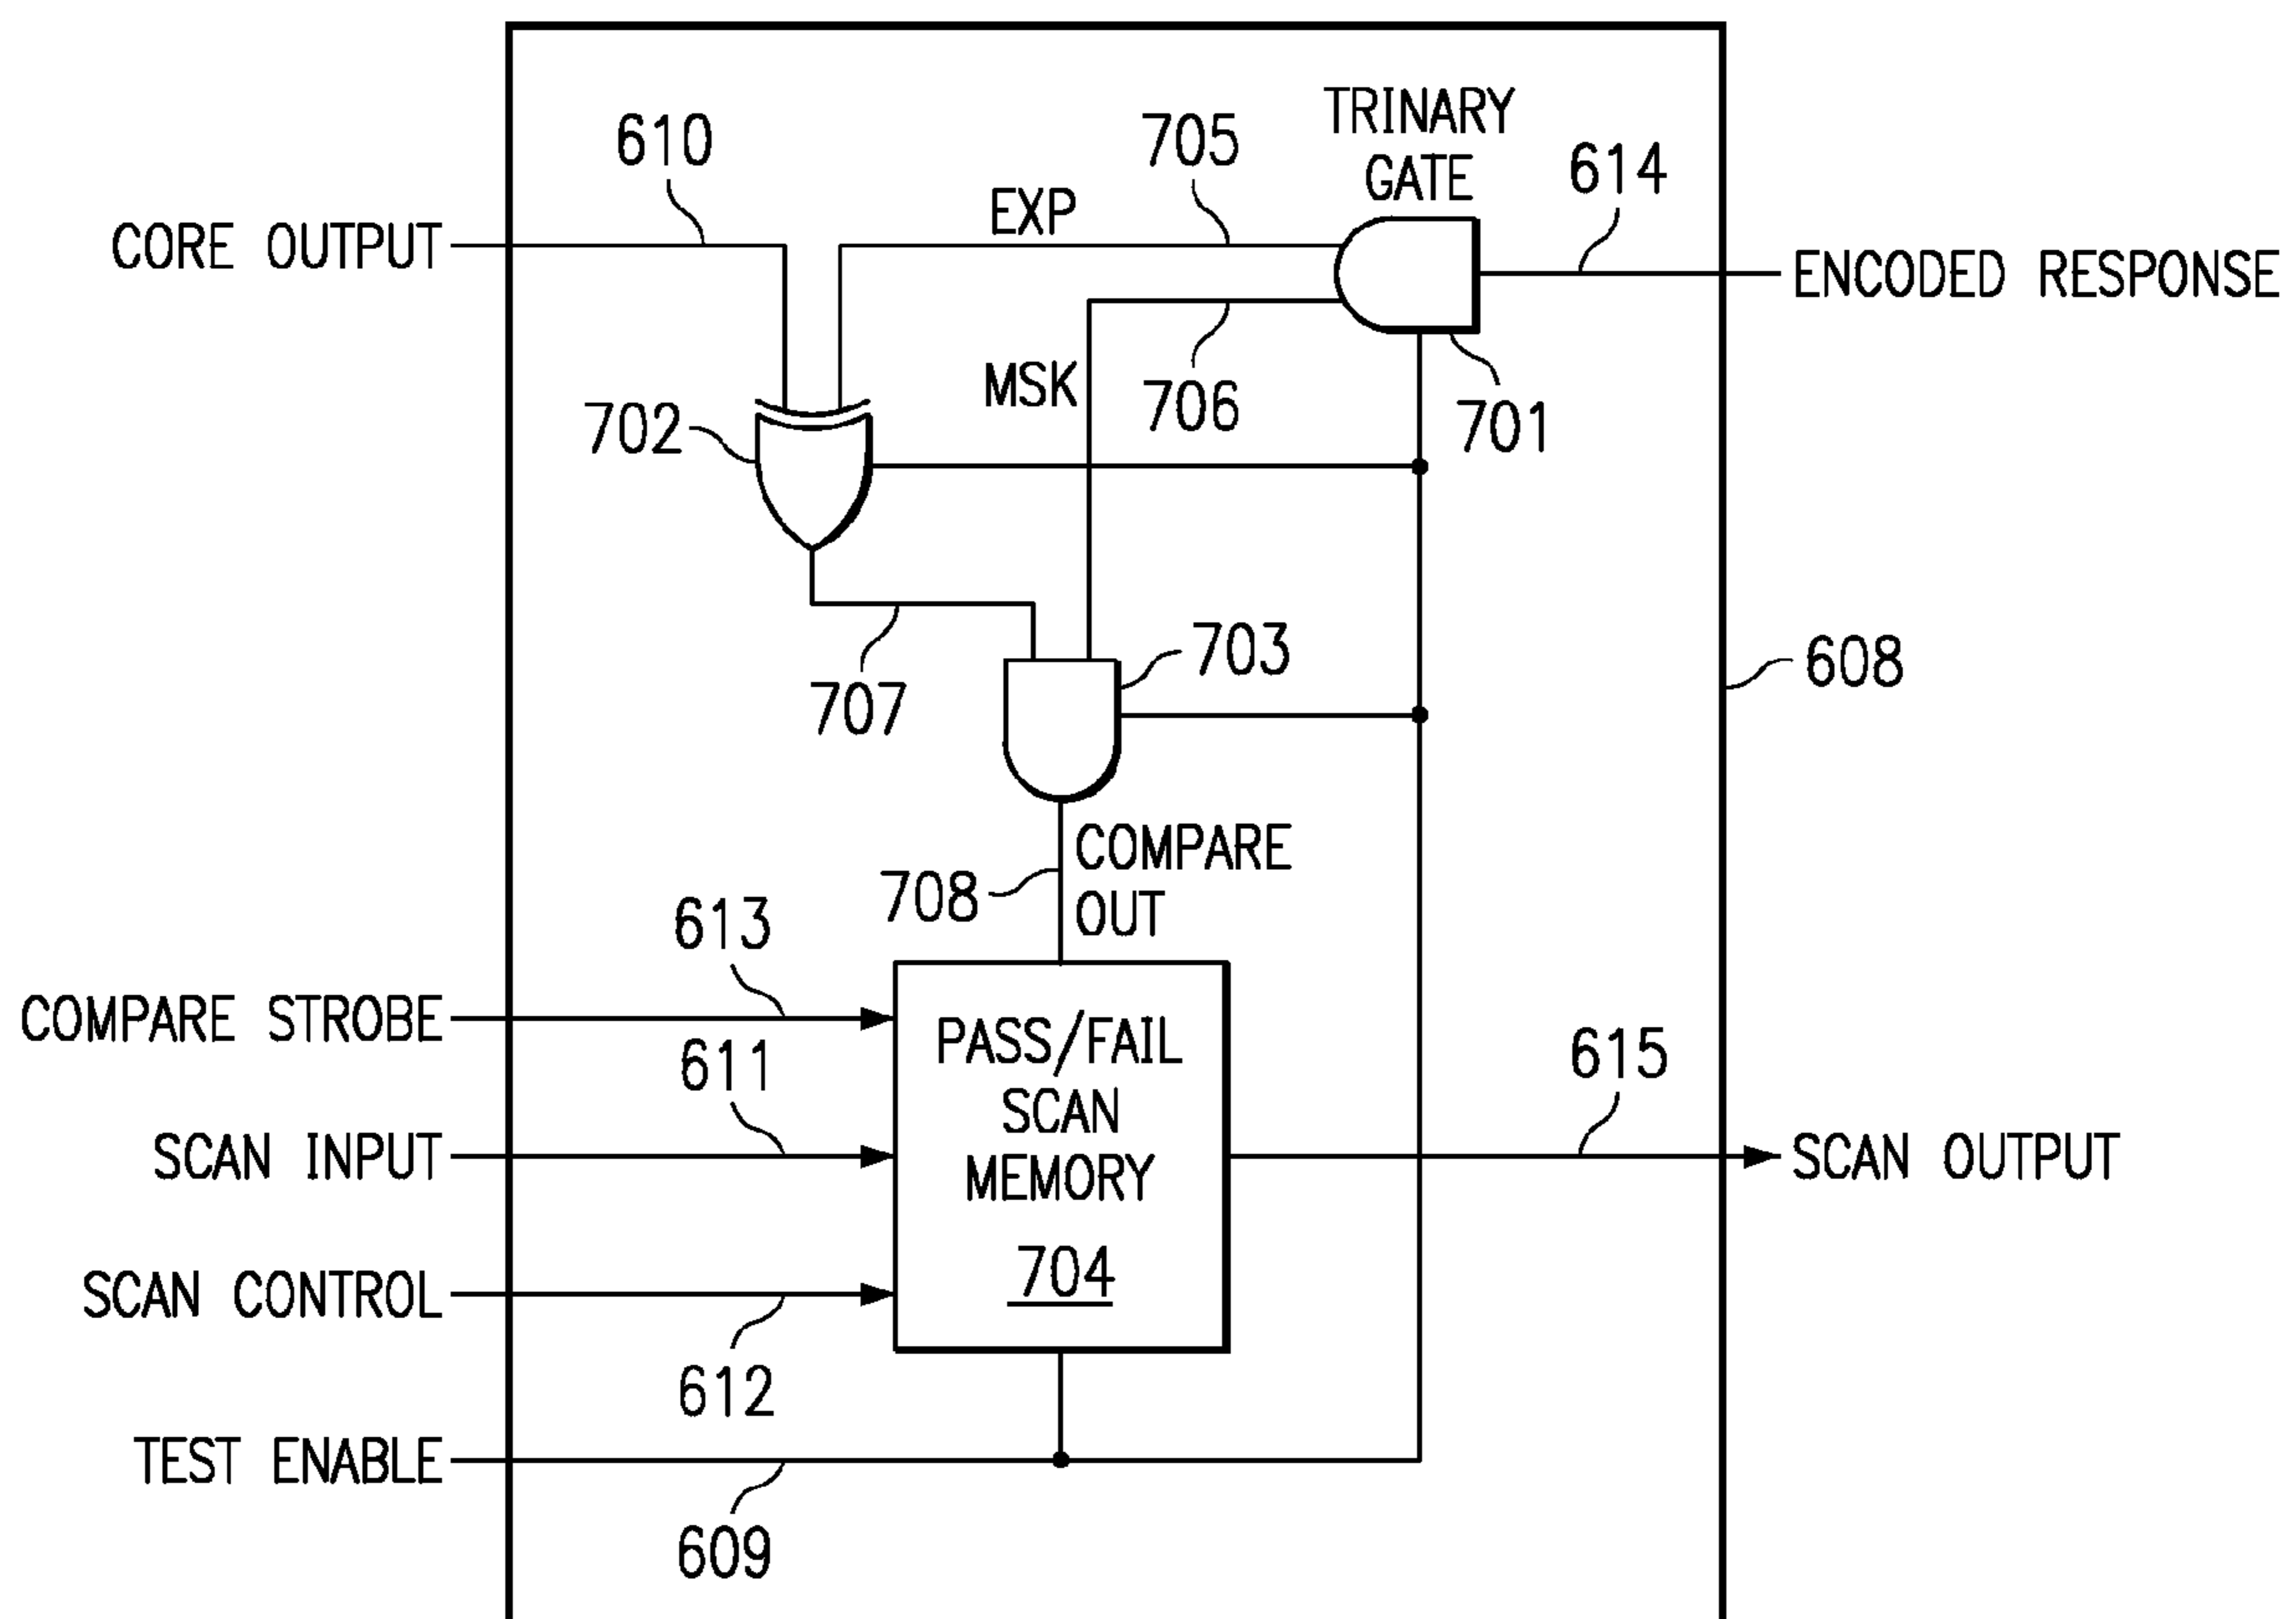 TRINARY
GATE
610
705
614
EXP
CORE OUTPUT
ENCODED RESPONSE
MSK
706
701
702
703
608
707
COMPARE
OUT
708
613
COMPARE STROBE
PASS/FAIL
SCAN
MEMORY
704
611
615
SCAN INPUT
SCAN OUTPUT
SCAN CONTROL
612
TEST ENABLE
609